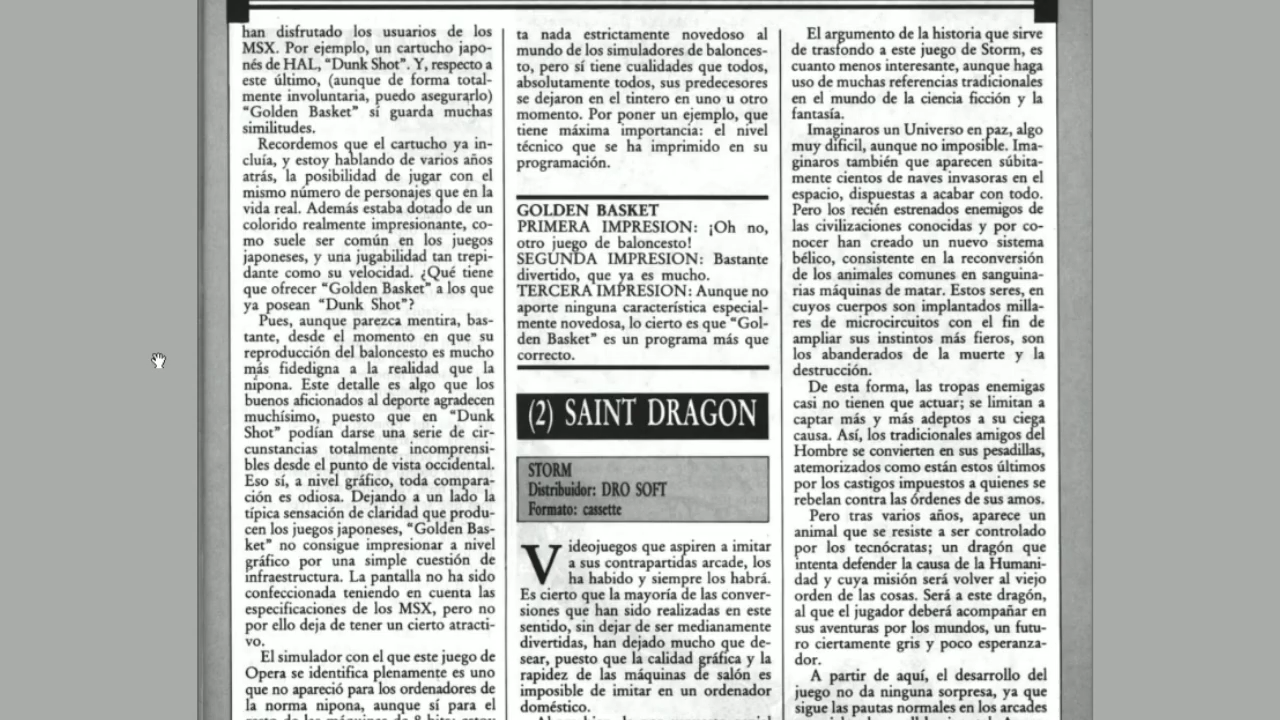 han disfrutado los usuarios de los
MSX. Por ejemplo, un cartucho japo-
nés de HAL, “Dunk Shot”. Y, respecto a
este último, (aunque de forma total-
mente involuntaria, puedo asegurarlo)
“Golden Basket” sí guarda muchas
similitudes.
Recordemos que el cartucho ya in-
cluía, y estoy hablando de varios años
atrás, la posibilidad de jugar con el
mismo número de personajes que en la
vida real. Además estaba dotado de un
colorido realmente impresionante, co-
mo suele ser común en los juegos
japoneses, y una jugabilidad tan trepi-
dante como su velocidad. ¿Qué tiene
que ofrecer “Golden Basket” a los que
ya posean “Dunk Shot”?
Pues, aunque parezca mentira, bas-
tante, desde el momento en que su
reproducción del baloncesto es mucho
más fidedigna a la realidad que la
nipona. Este detalle es algo que los
buenos aficionados al deporte agradecen
muchísimo, puesto que en “Dunk
Shot” podían darse una serie de cir-
cunstancias totalmente incomprensi-
bles desde el punto de vista occidental.
Eso sí, a nivel gráfico, toda compara-
ción es odiosa. Dejando a un lado la
típica sensación de claridad que produ-
cen los juegos japoneses, “Golden Bas-
ket” no consigue impresionar a nivel
gráfico por una simple cuestión de
infraestructura. La pantalla no ha sido
confeccionada teniendo en cuenta las
especificaciones de los MSX, pero no
por ello deja de tener un cierto atracti-
vo.
El simulador con el que este juego de
Opera se identifica plenamente es uno
que no apareció para los ordenadores de
la norma nipona, aunque sí para el
ta nada estrictamente novedoso al
mundo de los simuladores de balonces-
to, pero sí tiene cualidades que todos,
absolutamente todos, sus predecesores
se dejaron en el tintero en uno u otro
momento. Por poner un ejemplo, que
tiene máxima importancia: el nivel
técnico que se ha imprimido en su
programación.
GOLDEN BASKET
PRIMERA IMPRESION: ¡Oh no,
otro juego de baloncesto!
SEGUNDA IMPRESION: Bastante
divertido, que ya es mucho.
TERCERA IMPRESION: Aunque no
aporte ninguna característica especial-
mente novedosa, lo cierto es que “Gol-
den Basket” es un programa más que
correcto.
(2) SAINT DRAGON
STORM
Distribuidor: DRO SOFT
Formato: cassette
Videojuegos que aspiren a imitar
a sus contrapartidas arcade, los
ha habido y siempre los habrá.
Es cierto que la mayoría de las conver-
siones que han sido realizadas en este
sentido, sin dejar de ser medianamente
divertidas, han dejado mucho que de-
sear, puesto que la calidad gráfica y la
rapidez de las máquinas de salón es
imposible de imitar en un ordenador
doméstico.
El argumento de la historia que sirve
de trasfondo a este juego de Storm, es
cuanto menos interesante, aunque haga
uso de muchas referencias tradicionales
en el mundo de la ciencia ficción y la
fantasía.
Imaginaros un Universo en paz, algo
muy difícil, aunque no imposible. Ima-
ginaros también que aparecen súbita-
mente cientos de naves invasoras en el
espacio, dispuestas a acabar con todo.
Pero los recién estrenados enemigos de
las civilizaciones conocidas y por co-
nocer han creado un nuevo sistema
bélico, consistente en la reconversión
de los animales comunes en sanguina-
rias máquinas de matar. Estos seres, en
cuyos cuerpos son implantados milla-
res de microcircuitos con el fin de
ampliar sus instintos más fieros, son
los abanderados de la muerte y la
destrucción.
De esta forma, las tropas enemigas
casi no tienen que actuar; se limitan a
captar más y más adeptos a su ciega
causa. Así, los tradicionales amigos del
Hombre se convierten en sus pesadillas,
atemorizados como están estos últimos
por los castigos impuestos a quienes se
rebelan contra las órdenes de sus amos.
Pero tras varios años, aparece un
animal que se resiste a ser controlado
por los tecnócratas; un dragón que
intenta defender la causa de la Humani-
dad y cuya misión será volver al viejo
orden de las cosas. Será a este dragón,
al que el jugador deberá acompañar en
sus aventuras por los mundos, un futu-
ro ciertamente gris y poco esperanza-
dor.
A partir de aquí, el desarrollo del
juego no da ninguna sorpresa, ya que
sigue las pautas normales en los arcades